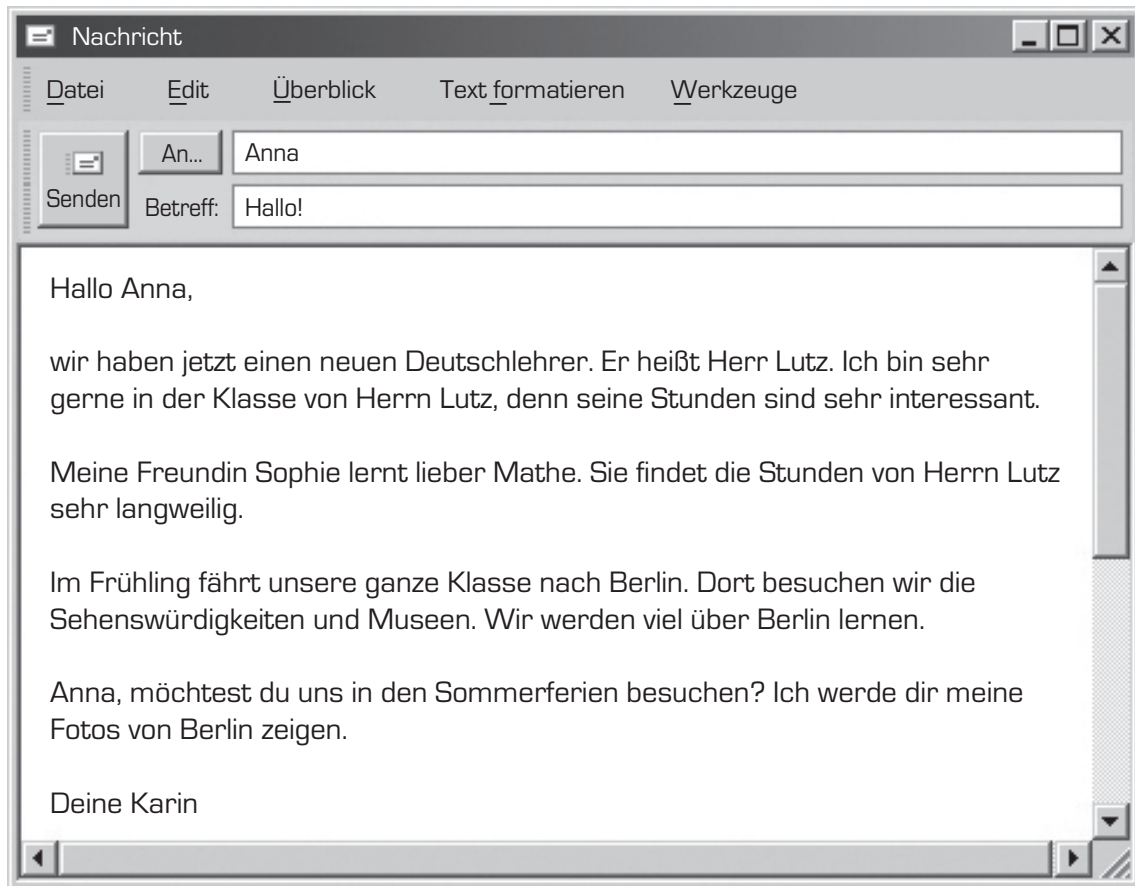 Nachricht
Datei Edit Überblick Text formatieren Werkzeuge
An... Anna
Senden
Betreff: Hallo!
Hallo Anna,
wir haben jetzt einen neuen Deutschlehrer. Er heißt Herr Lutz. Ich bin sehr
gerne in der Klasse von Herrn Lutz, denn seine Stunden sind sehr interessant.
Meine Freundin Sophie lernt lieber Mathe. Sie findet die Stunden von Herrn Lutz
sehr langweilig.
Im Frühling fährt unsere ganze Klasse nach Berlin. Dort besuchen wir die
Sehenswürdigkeiten und Museen. Wir werden viel über Berlin lernen.
Anna, möchtest du uns in den Sommerferien besuchen? Ich werde dir meine
Fotos von Berlin zeigen.
Deine Karin